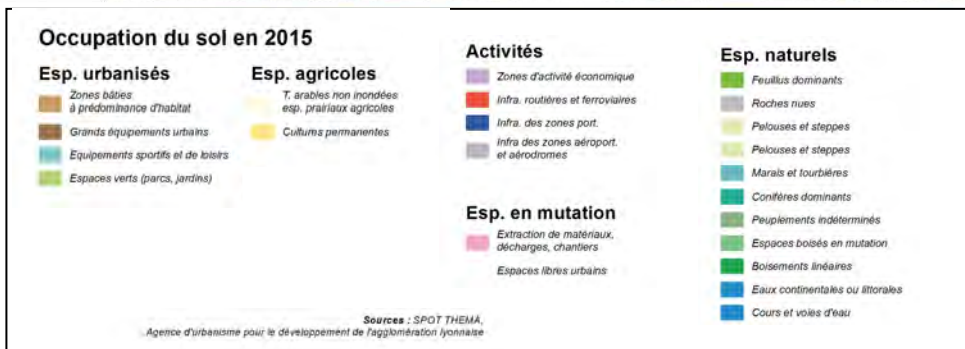 Occupation du sol en 2015
Esp. urbanisés
Zones bâties
à prédominance d'habitat
Grands équipements urbains
Equipements sportifs et de loisirs
Espaces verts (parcs, jardins)
Esp. agricoles
T. arables non inondées
esp. prairiaux agricoles
Cultures permanentes
Activités
Zones d'activité économique
Infra. routières et ferroviaires
Infra. des zones port.
Infra des zones aéroport.
et aérodromes
Esp. en mutation
Extraction de matériaux,
décharges, chantiers
Espaces libres urbains
Esp. naturels
Feuillus dominants
Roches nues
Pelouses et steppes
Pelouses et steppes
Marais et tourbières
Conifères dominants
Peuplements indéterminés
Espaces boisés en mutation
Boisements linéaires
Eaux continentales ou littorales
Cours et voies d'eau
Sources : SPOT THEMA,
Agence d'urbanisme pour le développement de l'agglomération lyonnaise